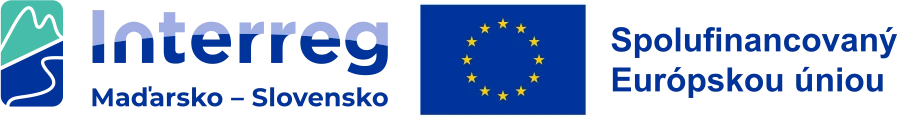 Interreg
Maďarsko – Slovensko
Spolufinancovaný
Európskou úniou